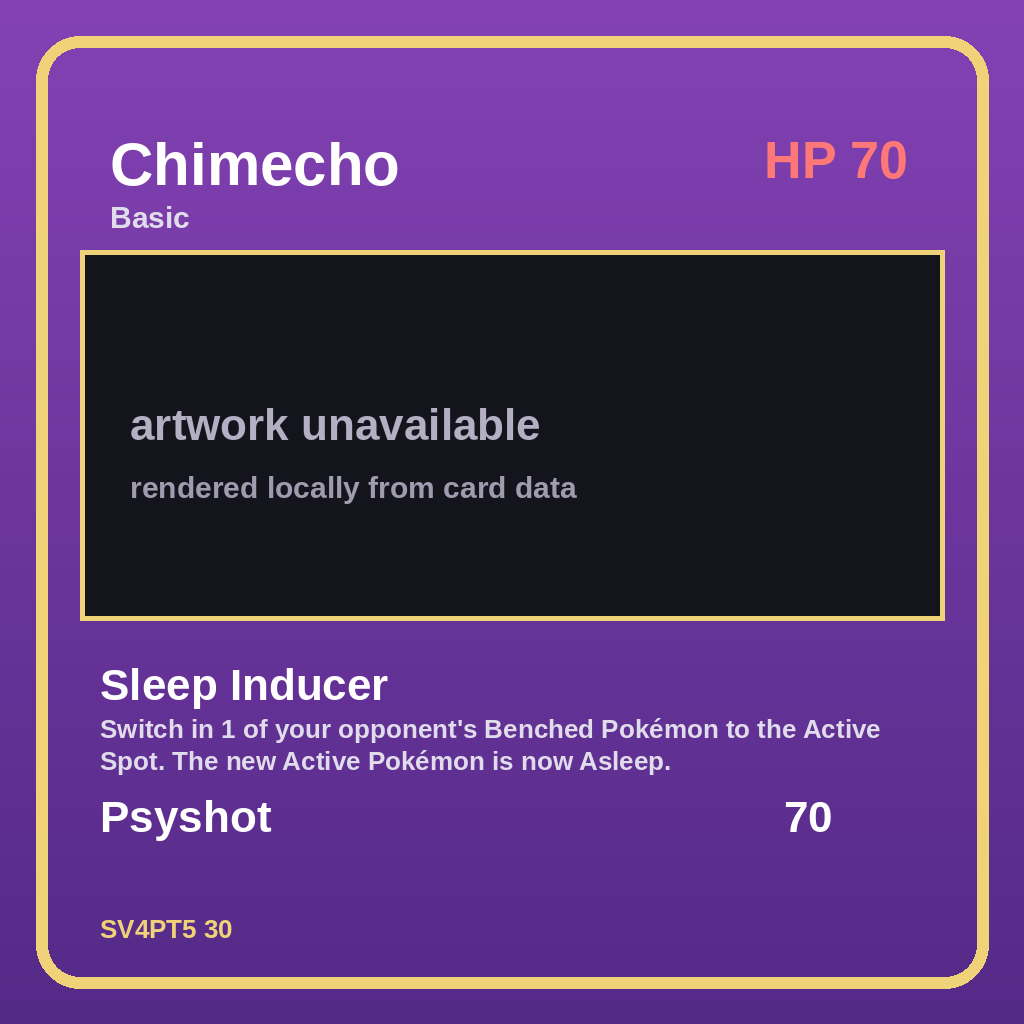 Chimecho
HP 70
Basic
artwork unavailable
rendered locally from card data
Sleep Inducer
Switch in 1 of your opponent's Benched Pokémon to the Active
Spot. The new Active Pokémon is now Asleep.
Psyshot
70
SV4PT5 30